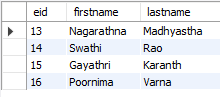 eid firstname lastname
13 Nagarathna Madhyastha
14 Swathi Rao
15 Gayathri Karanth
16 Poornima Varna